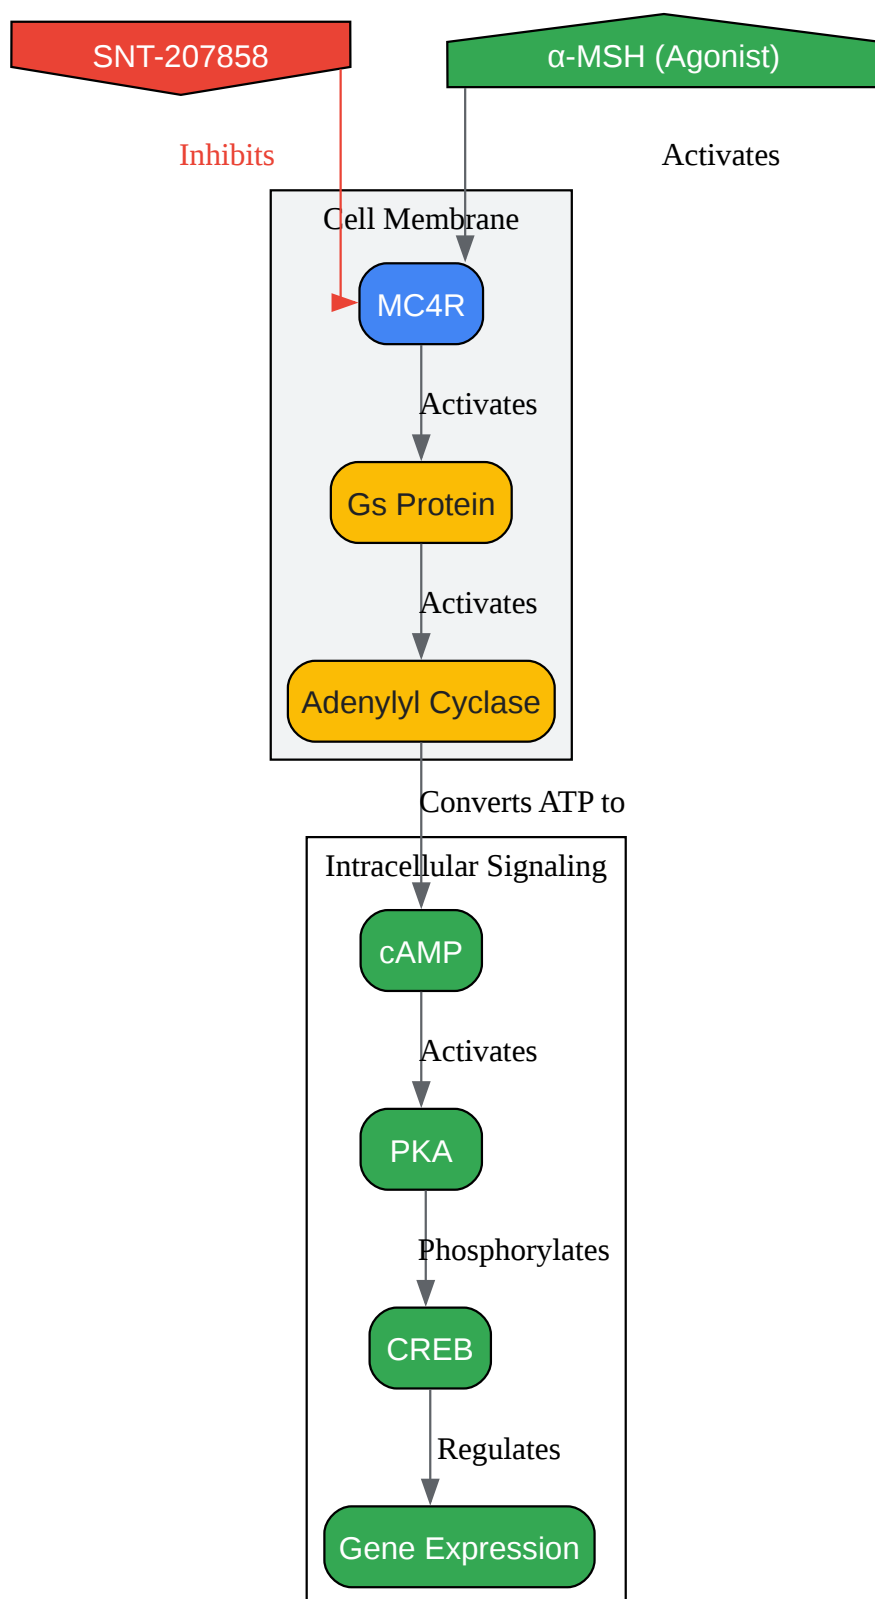 SNT-207858
α-MSH (Agonist)
Inhibits
Activates
Cell Membrane
MC4R
Activates
Gs Protein
Activates
Adenylyl Cyclase
Converts ATP to
Intracellular Signaling
cAMP
Activates
PKA
Phosphorylates
CREB
Regulates
Gene Expression